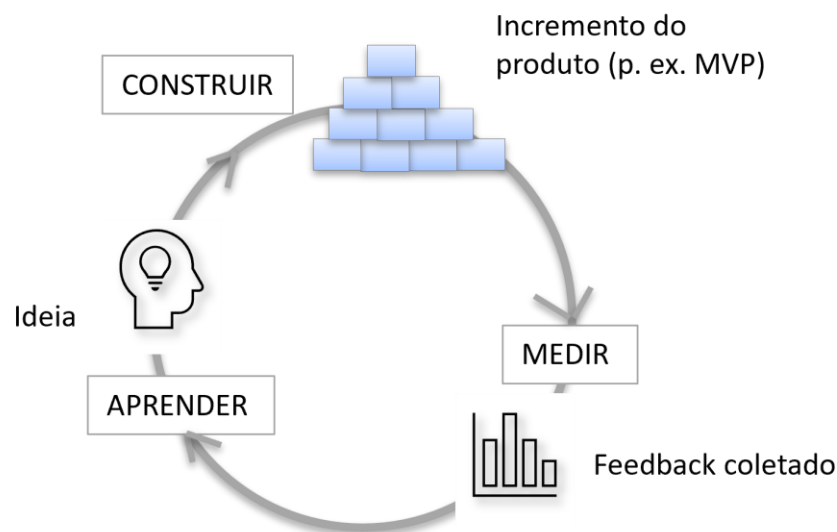 Incremento do
produto (p. ex. MVP)
CONSTRUIR
Ideia
MEDIR
APRENDER
Feedback coletado